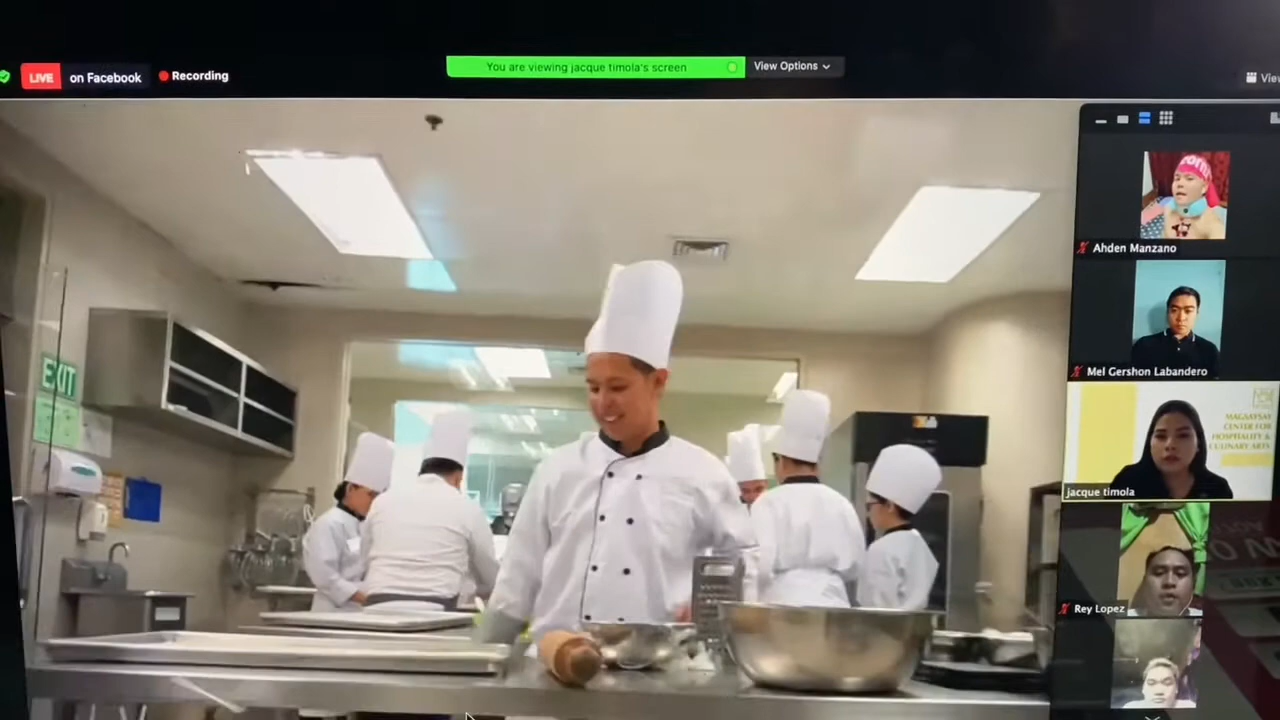 LIVE on Facebook
Recording
You are viewing jacque timola's screen
View Options
View
EXIT
Ahden Manzano
Mel Gershon Labandero
MAGSAYSAY
CENTER FOR
HOSPITALITY &
CULINARY ARTS
jacque timola
Rey Lopez